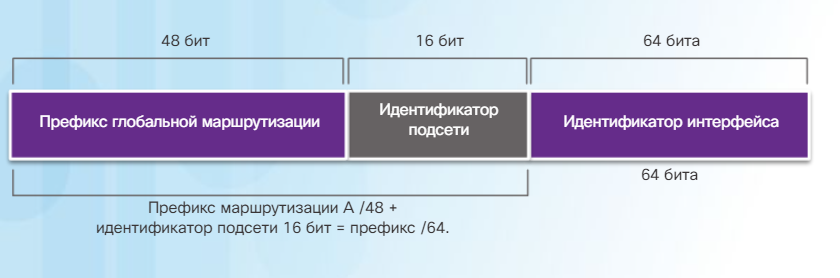 48 бит 16 бит 64 бита
Префикс глобальной маршрутизации
Идентификатор
подсети
Идентификатор интерфейса
64 бита
Префикс маршрутизации А /48 +
идентификатор подсети 16 бит = префикс /64.